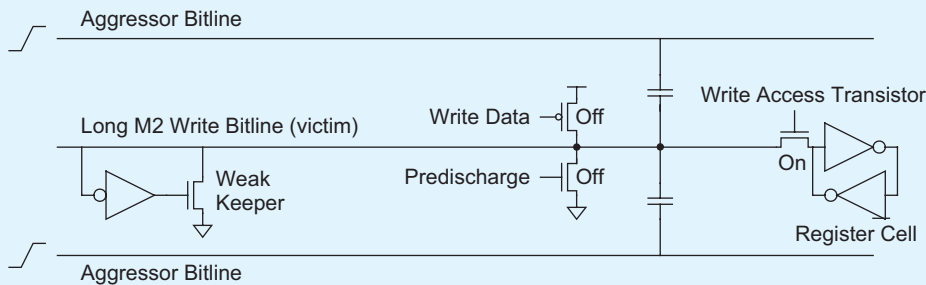 Aggressor Bitline
Write Access Transistor
Write Data
Off
Long M2 Write Bitline (victim)
On
Predischarge
Off
Weak
Keeper
Register Cell
Aggressor Bitline